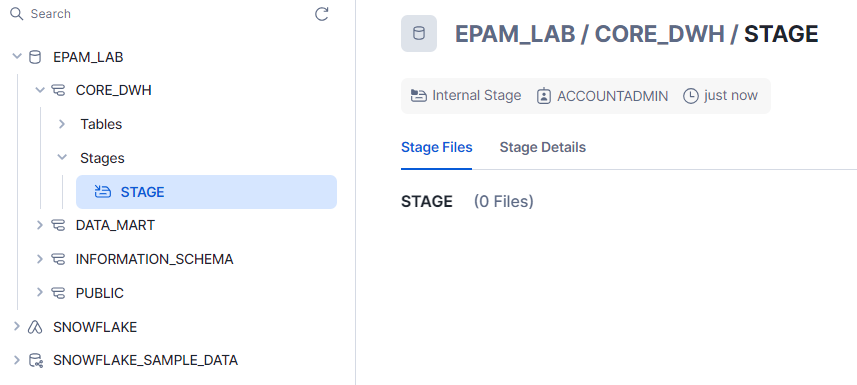 Search
EPAM_LAB
CORE_DWH
Tables
Stages
STAGE
DATA_MART
INFORMATION_SCHEMA
PUBLIC
SNOWFLAKE
SNOWFLAKE_SAMPLE_DATA
EPAM_LAB / CORE_DWH / STAGE
Internal Stage ACCOUNTADMIN just now
Stage Files Stage Details
STAGE (0 Files)